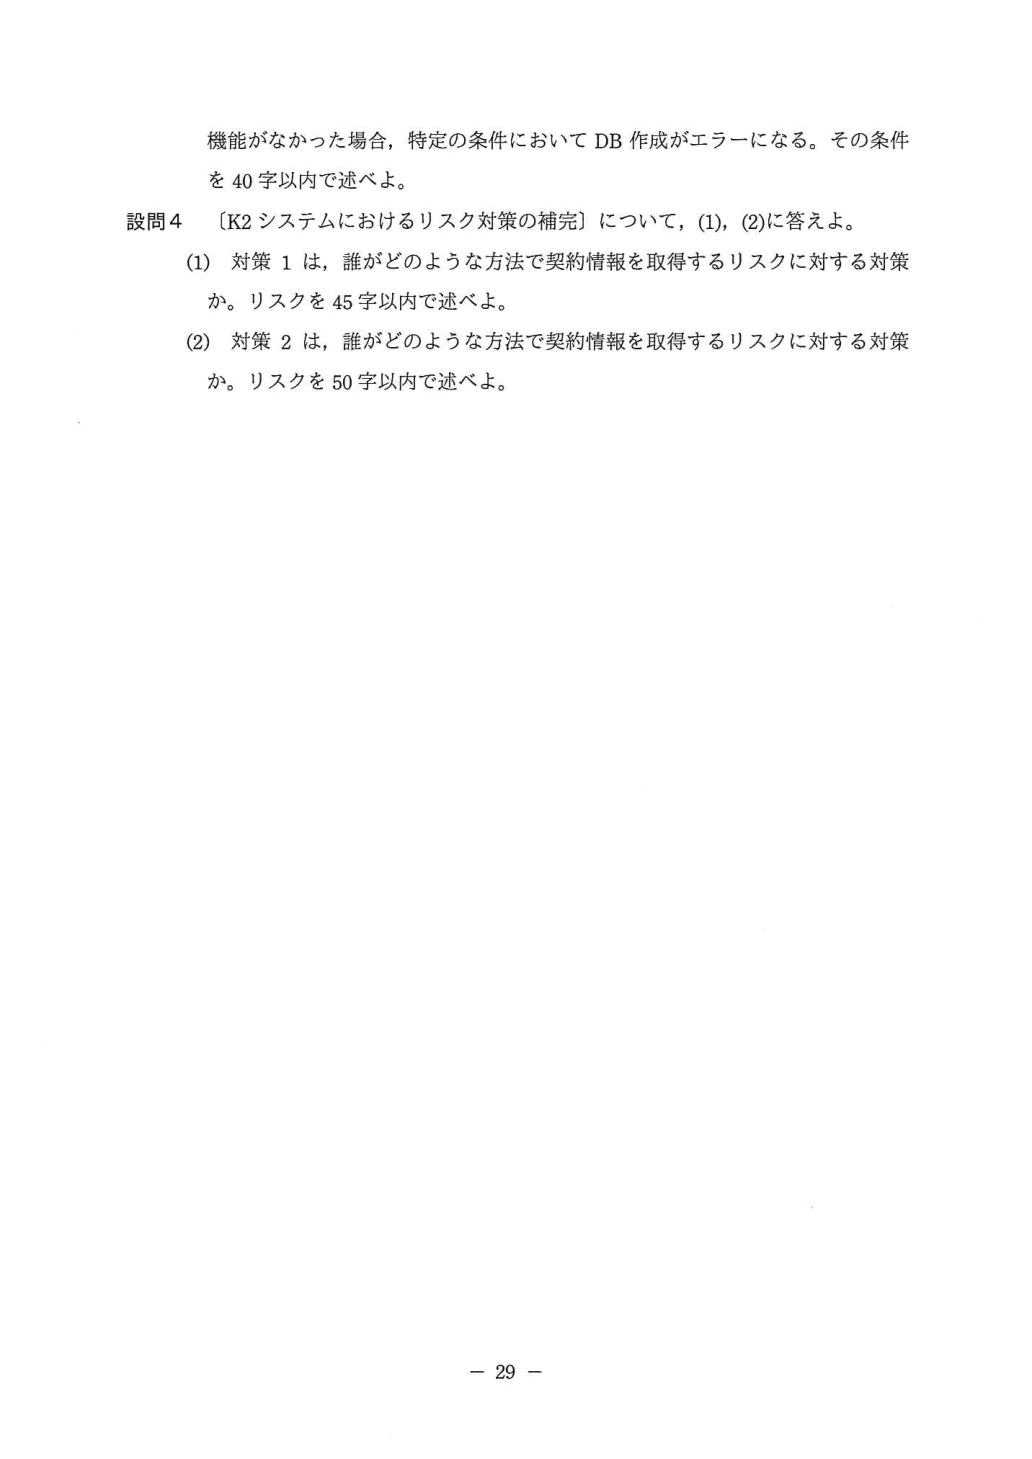 機能がなかった場合，特定の条件において DB 作成がエラーになる。その条件
を 40 字以内で述べよ。
設問４　〔K2 システムにおけるリスク対策の補完〕について，(1)，(2)に答えよ。
(1)　対策 1 は，誰がどのような方法で契約情報を取得するリスクに対する対策
か。リスクを 45 字以内で述べよ。
(2)　対策 2 は，誰がどのような方法で契約情報を取得するリスクに対する対策
か。リスクを 50 字以内で述べよ。
－ 29 －